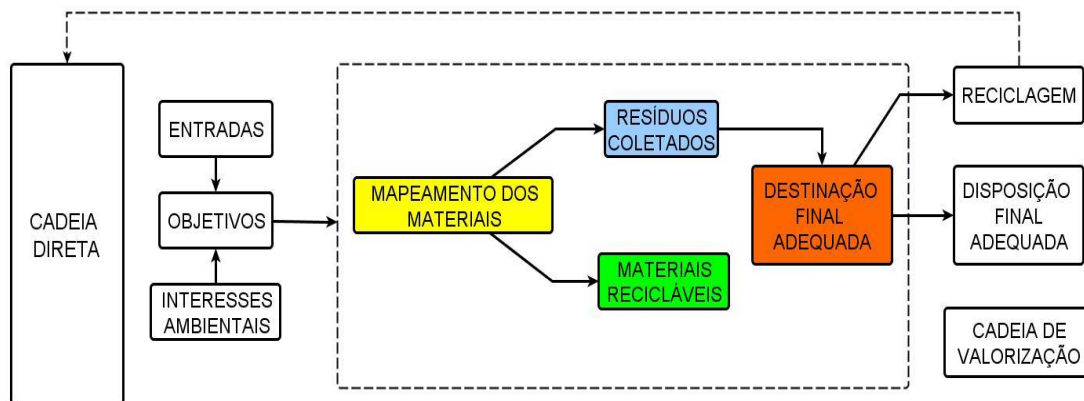 CADEIA
DIRETA
ENTRADAS
OBJETIVOS
INTERESSES
AMBIENTAIS
MAPEAMENTO DOS
MATERIAIS
RESÍDUOS
COLETADOS
MATERIAIS
RECICLÁVEIS
DESTINAÇÃO
FINAL
ADEQUADA
RECICLAGEM
DISPOSIÇÃO
FINAL
ADEQUADA
CADEIA DE
VALORIZAÇÃO